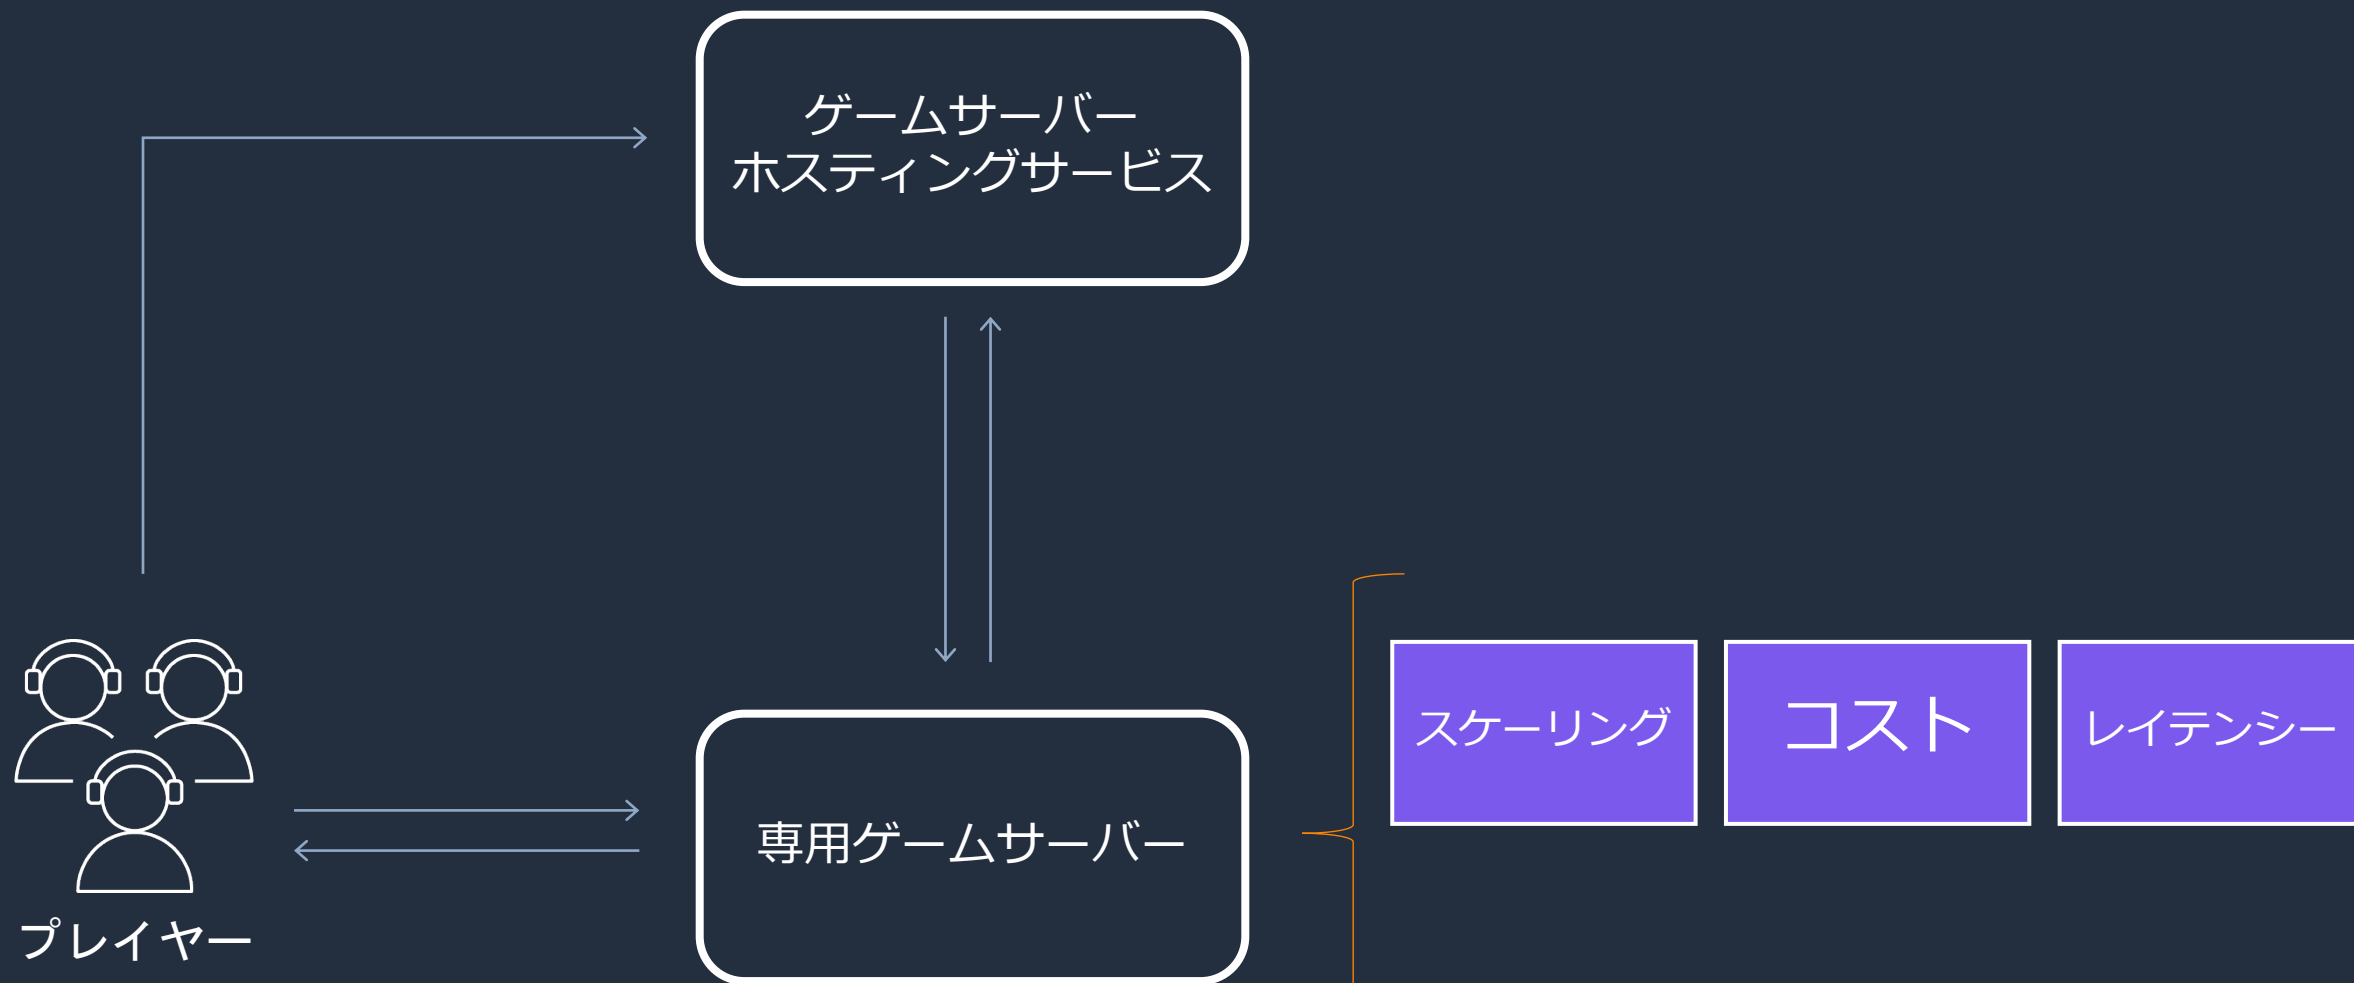 ゲームサーバー
ホスティングサービス
スケーリング
コスト
レイテンシー
専用ゲームサーバー
プレイヤー